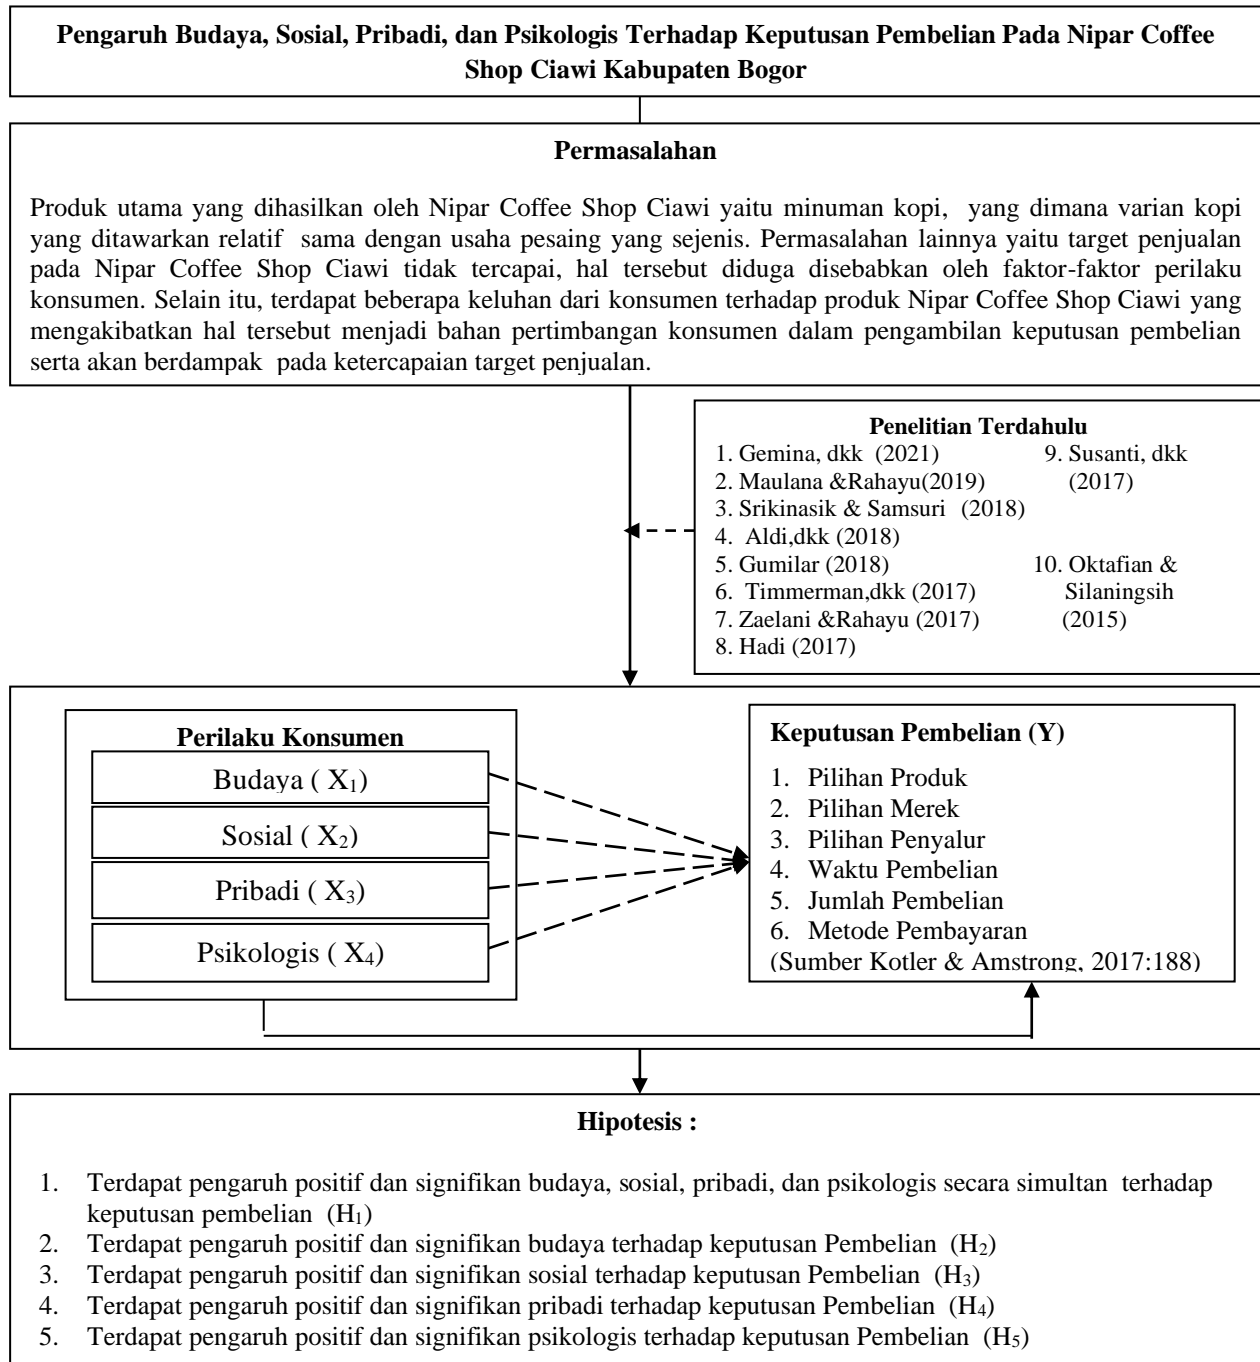 Pengaruh Budaya, Sosial, Pribadi, dan Psikologis Terhadap Keputusan Pembelian Pada Nipar Coffee
Shop Ciawi Kabupaten Bogor
Permasalahan
Produk utama yang dihasilkan oleh Nipar Coffee Shop Ciawi yaitu minuman kopi, yang dimana varian kopi
yang ditawarkan relatif sama dengan usaha pesaing yang sejenis. Permasalahan lainnya yaitu target penjualan
pada Nipar Coffee Shop Ciawi tidak tercapai, hal tersebut diduga disebabkan oleh faktor-faktor perilaku
konsumen. Selain itu, terdapat beberapa keluhan dari konsumen terhadap produk Nipar Coffee Shop Ciawi yang
mengakibatkan hal tersebut menjadi bahan pertimbangan konsumen dalam pengambilan keputusan pembelian
serta akan berdampak pada ketercapaian target penjualan.
Penelitian Terdahulu
1. Gemina, dkk (2021)
2. Maulana &Rahayu(2019)
3. Srikinasik & Samsuri (2018)
4. Aldi,dkk (2018)
5. Gumilar (2018)
6. Timmerman,dkk (2017)
7. Zaelani &Rahayu (2017)
8. Hadi (2017)
9. Susanti, dkk
(2017)
10. Oktafian &
Silaningsih
(2015)
Perilaku Konsumen
Budaya ( X₁)
Sosial ( X₂)
Pribadi ( X₃)
Psikologis ( X₄)
Keputusan Pembelian (Y)
1. Pilihan Produk
2. Pilihan Merek
3. Pilihan Penyalur
4. Waktu Pembelian
5. Jumlah Pembelian
6. Metode Pembayaran
(Sumber Kotler & Amstrong, 2017:188)
Hipotesis :
1. Terdapat pengaruh positif dan signifikan budaya, sosial, pribadi, dan psikologis secara simultan terhadap
keputusan pembelian (H₁)
2. Terdapat pengaruh positif dan signifikan budaya terhadap keputusan Pembelian (H₂)
3. Terdapat pengaruh positif dan signifikan sosial terhadap keputusan Pembelian (H₃)
4. Terdapat pengaruh positif dan signifikan pribadi terhadap keputusan Pembelian (H₄)
5. Terdapat pengaruh positif dan signifikan psikologis terhadap keputusan Pembelian (H₅)